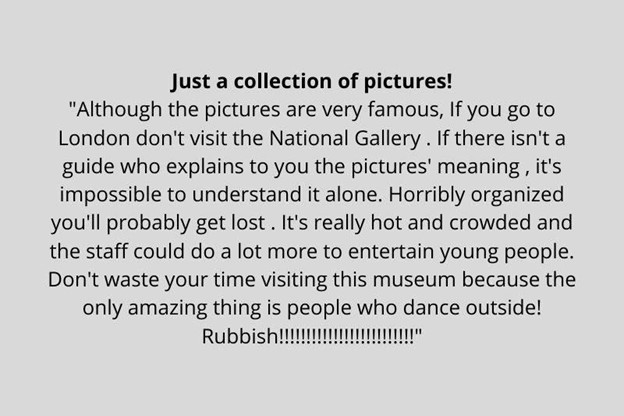 Just a collection of pictures!
"Although the pictures are very famous, If you go to
London don't visit the National Gallery . If there isn't a
guide who explains to you the pictures' meaning , it's
impossible to understand it alone. Horribly organized
you'll probably get lost . It's really hot and crowded and
the staff could do a lot more to entertain young people.
Don't waste your time visiting this museum because the
only amazing thing is people who dance outside!
Rubbish!!!!!!!!!!!!!!!!!!!!!!!!!"